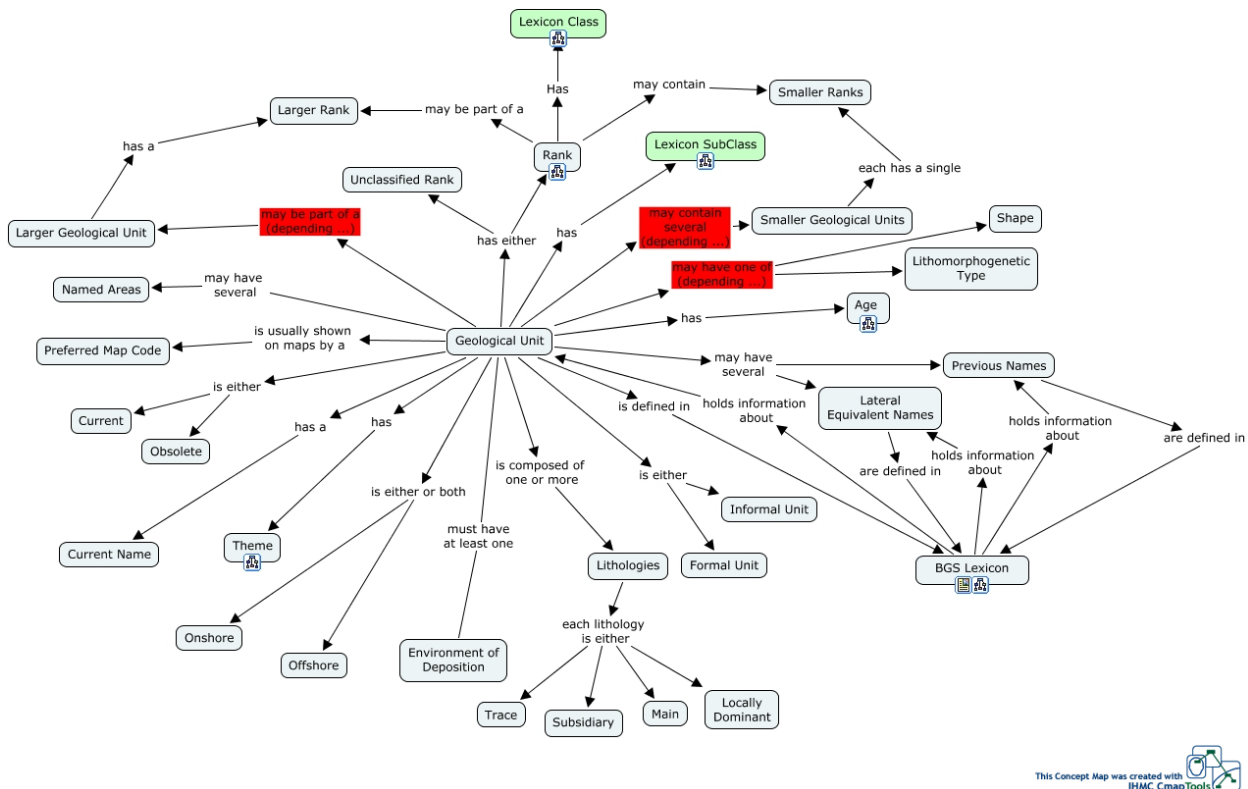 Lexicon Class
Has
may contain
Smaller Ranks
Larger Rank
may be part of a
has a
Rank
Lexicon SubClass
each has a single
Unclassified Rank
Larger Geological Unit
may be part of a
(depending ...)
has either
has
may contain
several
(depending ...)
Smaller Geological Units
Shape
may have one of
(depending ...)
Lithomorphogenetic
Type
Named Areas
may have
several
Age
has
Preferred Map Code
is usually shown
on maps by a
Geological Unit
may have
several
Previous Names
is either
Current
Obsolete
has a
has
is defined in
holds information
about
Lateral
Equivalent Names
holds information
about
are defined in
are defined in
holds information
about
is either or both
is composed of
one or more
is either
Informal Unit
Current Name
Theme
must have
at least one
Lithologies
Formal Unit
BGS Lexicon
Onshore
Offshore
Environment of
Deposition
each lithology
is either
Trace
Subsidiary
Main
Locally
Dominant
This Concept Map was created with
IHMC CmapTools